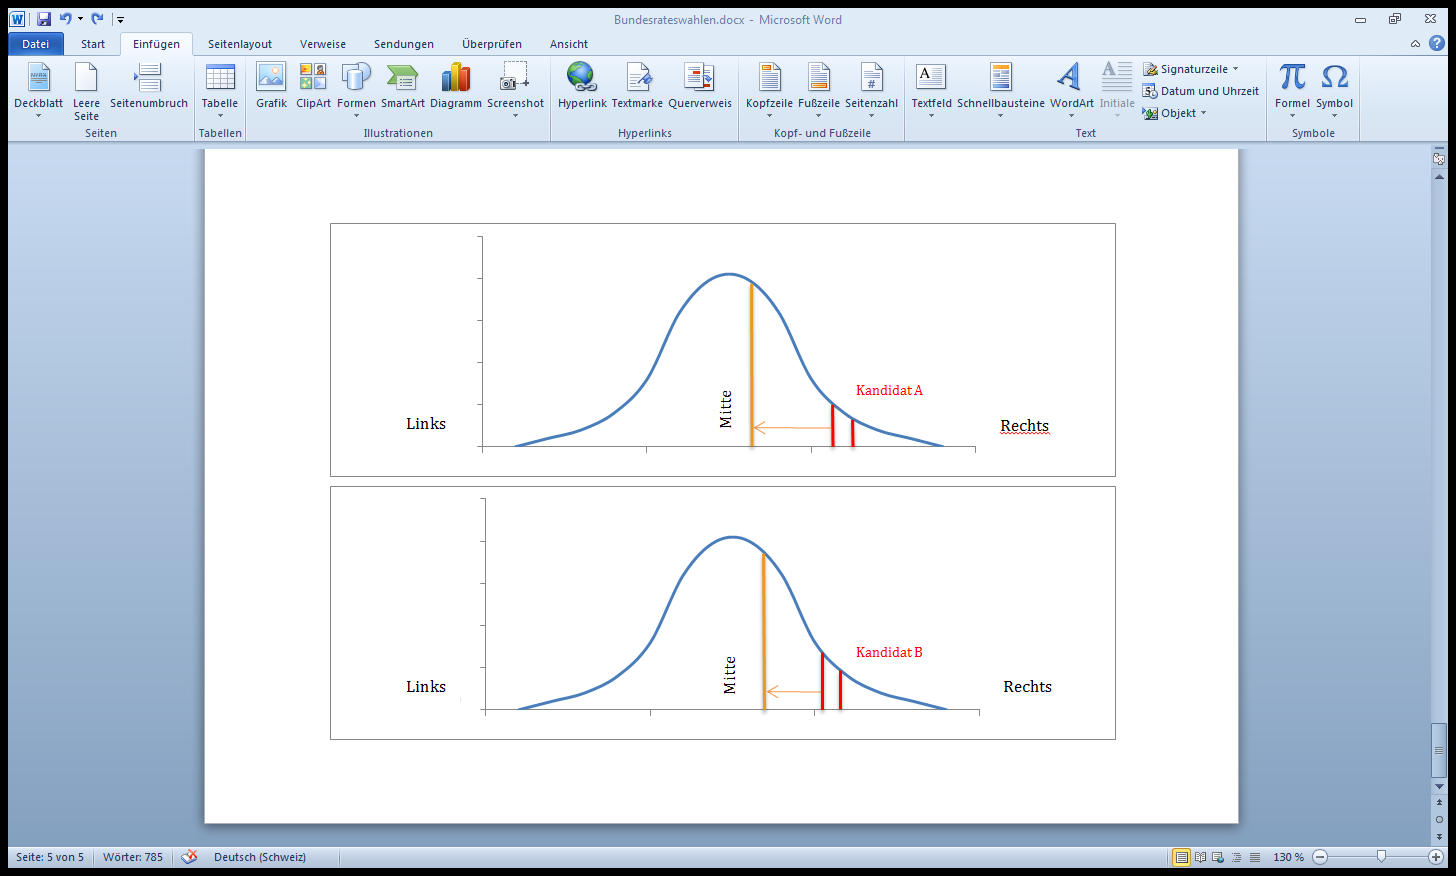 Bundesrateswahlen.docx - Microsoft Word
Datei Start Einfügen Seitenlayout Verweise Sendungen Überprüfen Ansicht
Deckblatt
Leere
Seite
Seitenumbruch
Seiten
Tabelle
Tabellen
Grafik ClipArt Formen SmartArt Diagramm Screenshot
Illustrationen
Hyperlink Textmarke Querverweis
Hyperlinks
Kopfzeile Fußzeile Seitenzahl
Kopf- und Fußzeile
Textfeld Schnellbausteine WordArt Initiale
Signaturzeile
Datum und Uhrzeit
Objekt
Text
Formel Symbol
Symbole
Links
Mitte
Kandidat A
Rechts
Links
Mitte
Kandidat B
Rechts
Seite: 5 von 5 Wörter: 785 Deutsch (Schweiz) 130 %